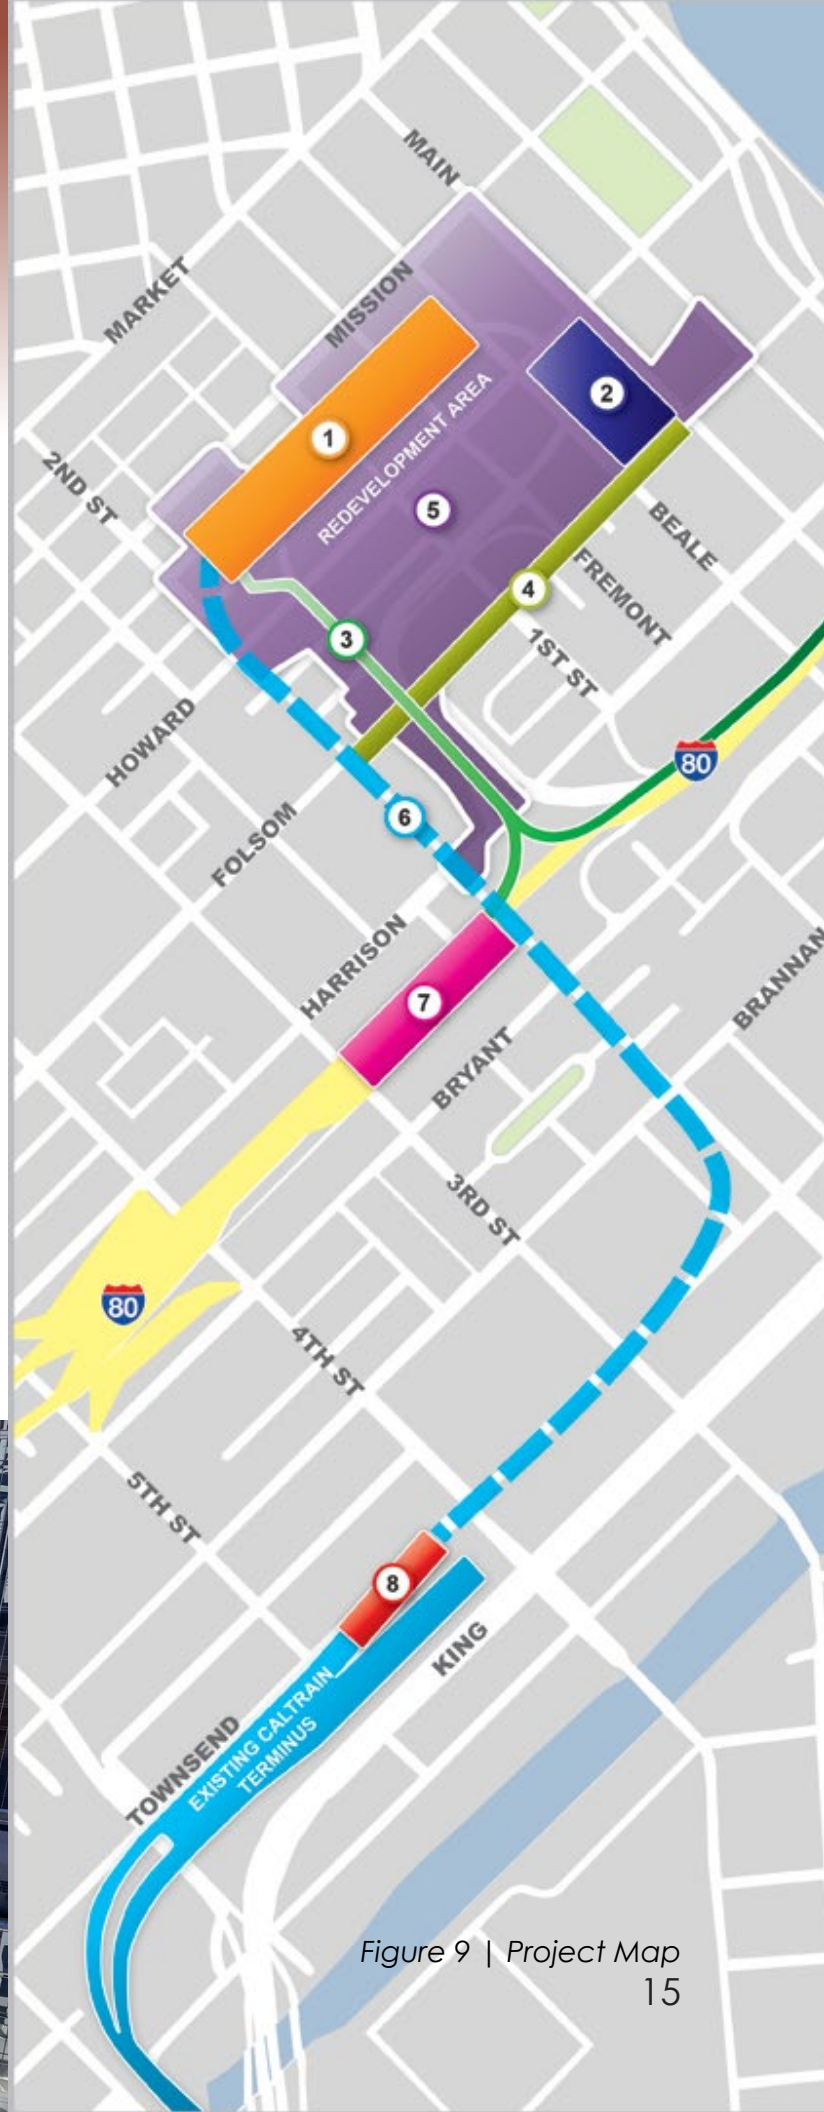 MAIN
MARKET
MISSION
1
2
REDEVELOPMENT AREA
2ND ST
5
BEALE
4
FREMONT
3
1ST ST
HOWARD
80
FOLSOM
6
HARRISON
7
BRANNAN
BRYANT
3RD ST
80
4TH ST
5TH ST
8
KING
TOWNSEND
EXISTING CALTRAIN
TERMINUS
Figure 9 | Project Map
15